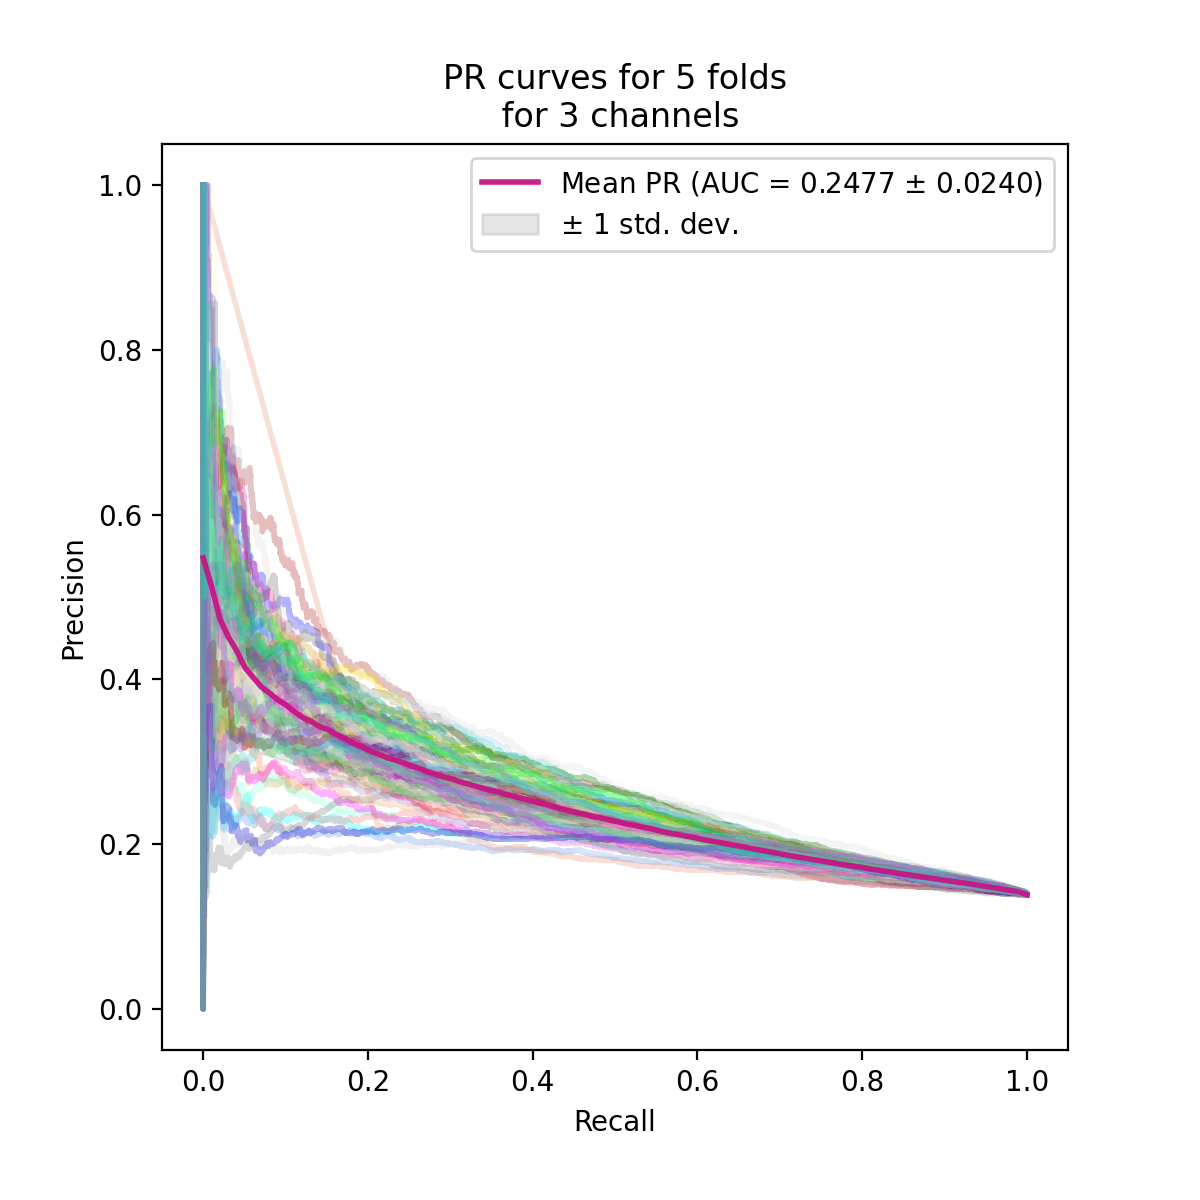 PR curves for 5 folds
for 3 channels
Mean PR (AUC = 0.2477 ± 0.0240)
± 1 std. dev.
1.0
0.8
0.6
0.4
0.2
0.0
Precision
0.0 0.2 0.4 0.6 0.8 1.0
Recall